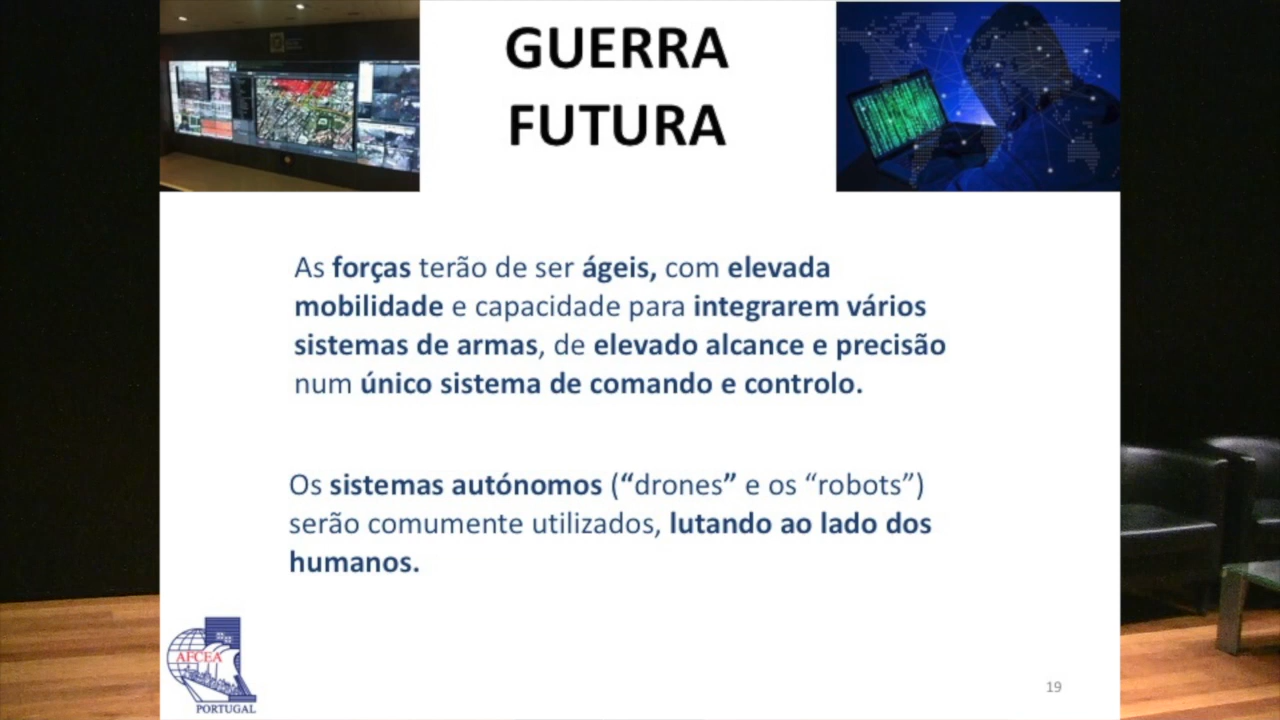 GUERRA
FUTURA
As forças terão de ser ágeis, com elevada
mobilidade e capacidade para integrarem vários
sistemas de armas, de elevado alcance e precisão
num único sistema de comando e controlo.
Os sistemas autónomos (“drones” e os “robots”)
serão comumente utilizados, lutando ao lado dos
humanos.
AFCEA
PORTUGAL
19